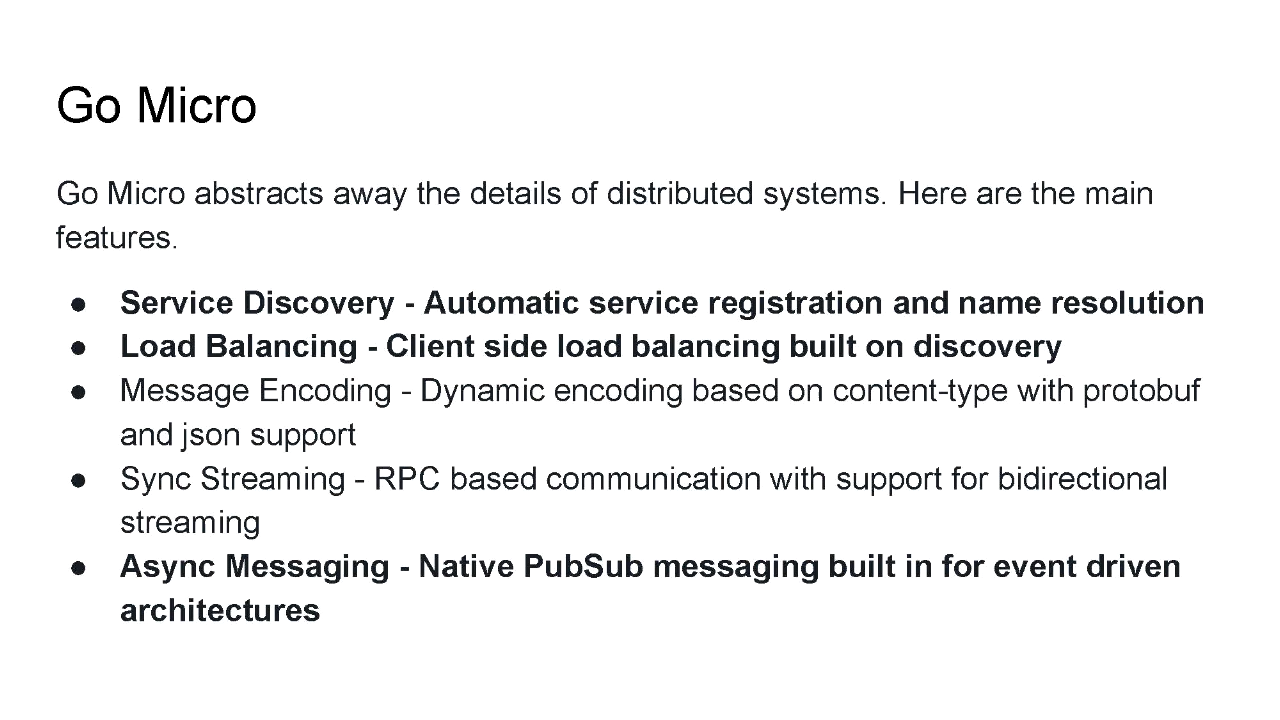 Go Micro
Go Micro abstracts away the details of distributed systems. Here are the main
features.
● Service Discovery - Automatic service registration and name resolution
● Load Balancing - Client side load balancing built on discovery
● Message Encoding - Dynamic encoding based on content-type with protobuf
and json support
● Sync Streaming - RPC based communication with support for bidirectional
streaming
● Async Messaging - Native PubSub messaging built in for event driven
architectures